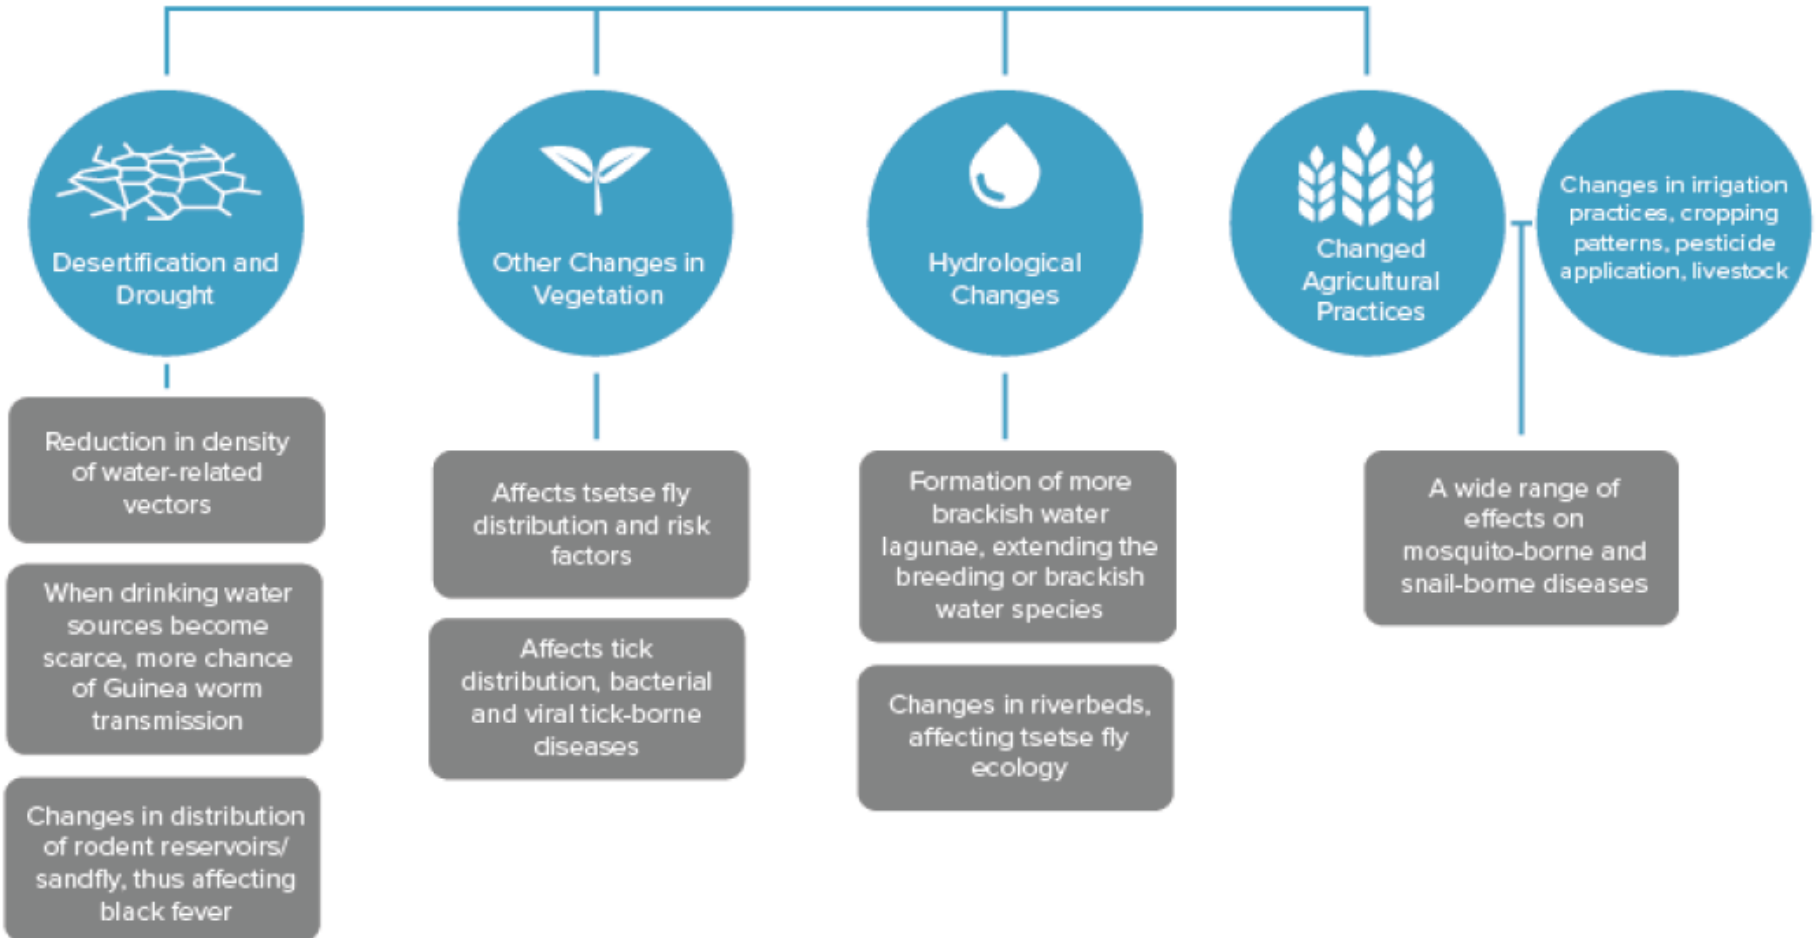 Desertification and
Drought
Reduction in density
of water-related
vectors
When drinking water
sources become
scarce, more chance
of Guinea worm
transmission
Changes in distribution
of rodent reservoirs/
sandfly, thus affecting
black fever
Other Changes in
Vegetation
Affects tsetse fly
distribution and risk
factors
Affects tick
distribution, bacterial
and viral tick-borne
diseases
Hydrological
Changes
Formation of more
brackish water
lagunae, extending the
breeding or brackish
water species
Changes in riverbeds,
affecting tsetse fly
ecology
Changed
Agricultural
Practices
Changes in irrigation
practices, cropping
patterns, pesticide
application, livestock
A wide range of
effects on
mosquito-borne and
snail-borne diseases